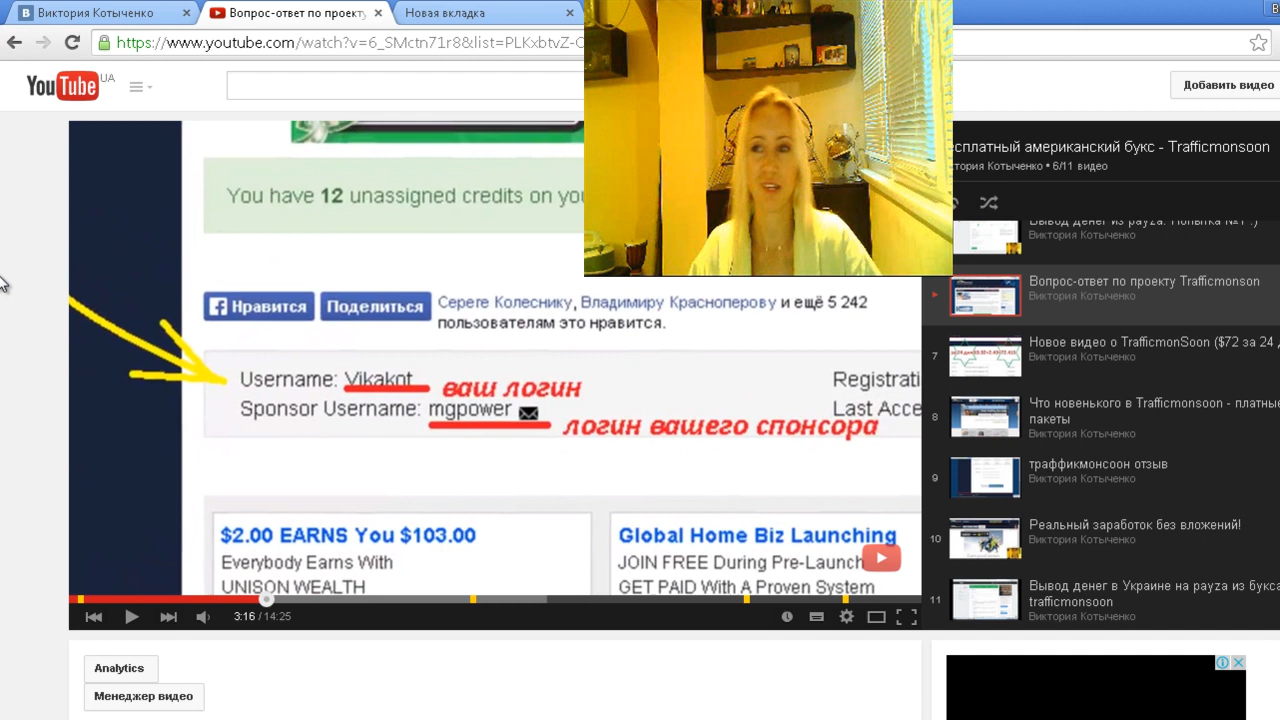 Виктория Котыченко
Вопрос-ответ по проекту
Новая вкладка
https://www.youtube.com/watch?v=6_SMctn71r8&list=PLKxbtvZ-
YouTube UA
Добавить видео
You have 12 unassigned credits on you
Нравится
Поделиться
Сереге Колеснику, Владимиру Красноперову и ещё 5 242
пользователям это нравится.
Username: Vikakot
ваш логин
Sponsor Username: mgpower
логин вашего спонсора
Registrati
Last Acce
$2.00 EARNS You $103.00
Everybody Earns With
UNISON WEALTH
Global Home Biz Launching
JOIN FREE During Pre-Launch
GET PAID With A Proven System
3:16 / 14:25
Analytics
Менеджер видео
есплатный американский букс - Trafficmonsoon
тория Котыченко • 6/11 видео
Вывод денег из payza. Попытка №1 :)
Виктория Котыченко
Вопрос-ответ по проекту Trafficmonson
Виктория Котыченко
7
Новое видео о TrafficmonSoon ($72 за 24
Виктория Котыченко
8
Что новенького в Trafficmonsoon - платные
пакеты
Виктория Котыченко
9
траффикмонсоон отзыв
Виктория Котыченко
10
Реальный заработок без вложений!
Виктория Котыченко
11
Вывод денег в Украине на payza из букса
trafficmonsoon
Виктория Котыченко